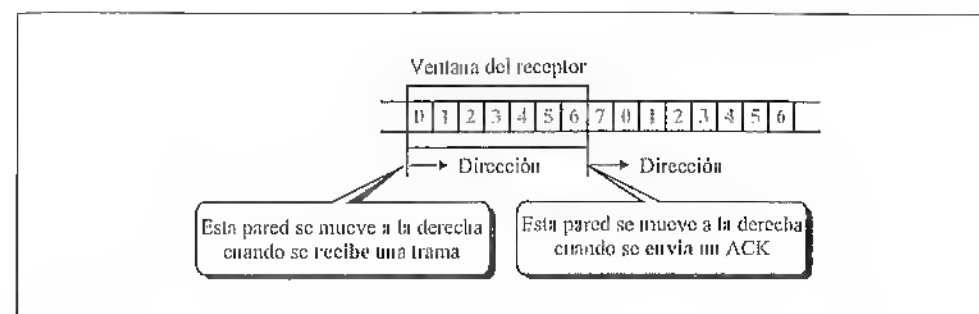 Ventana del receptor
0 1 2 3 4 5 6 7 0 1 2 3 4 5 6
Dirección Dirección
Esta pared se mueve a la derecha
cuando se recibe una trama
Esta pared se mueve a la derecha
cuando se envía un ACK